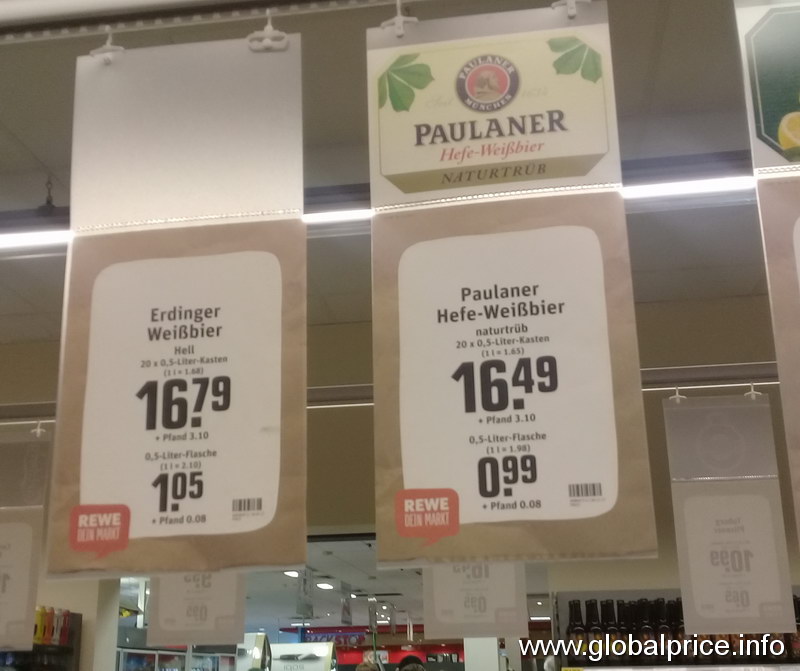 Erdinger
Weißbier
Hell
20 x 0,5-Liter-Kasten
(1 l = 1.68)
16.79
+ Pfand 3.10
0,5-Liter-Flasche
(1 l = 2.10)
1.05
+ Pfand 0.08
REWE
DEIN MARKT
PAULANER
MÜNCHEN
PAULANER
Hefe-Weißbier
NATURTRÜB
Paulaner
Hefe-Weißbier
naturtrüb
20 x 0,5-Liter-Kasten
(1 l = 1.65)
16.49
+ Pfand 3.10
0,5-Liter-Flasche
(1 l = 1.98)
0.99
+ Pfand 0.08
REWE
DEIN MARKT
10.99
www.globalprice.info